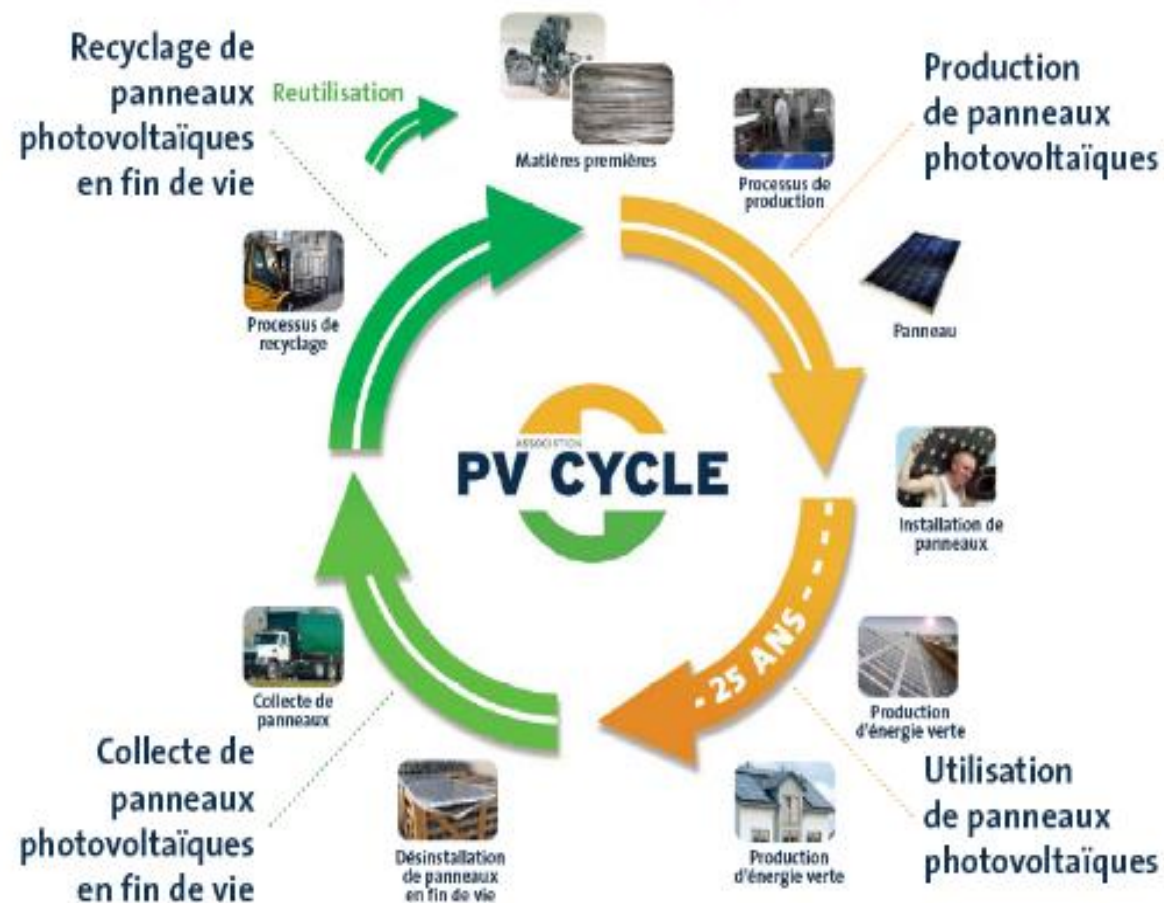 Recyclage de
panneaux
photovoltaïques
en fin de vie
Reutilisation
Matières premières
Processus de
production
Production
de panneaux
photovoltaïques
Panneau
Processus de
recyclage
ASSOCIATION
PV CYCLE
Installation de
panneaux
- 25 ANS - - -
Production
d'énergie verte
Collecte de
panneaux
Collecte de
panneaux
photovoltaïques
en fin de vie
Désinstallation
de panneaux
en fin de vie
Production
d'énergie verte
Utilisation
de panneaux
photovoltaïques